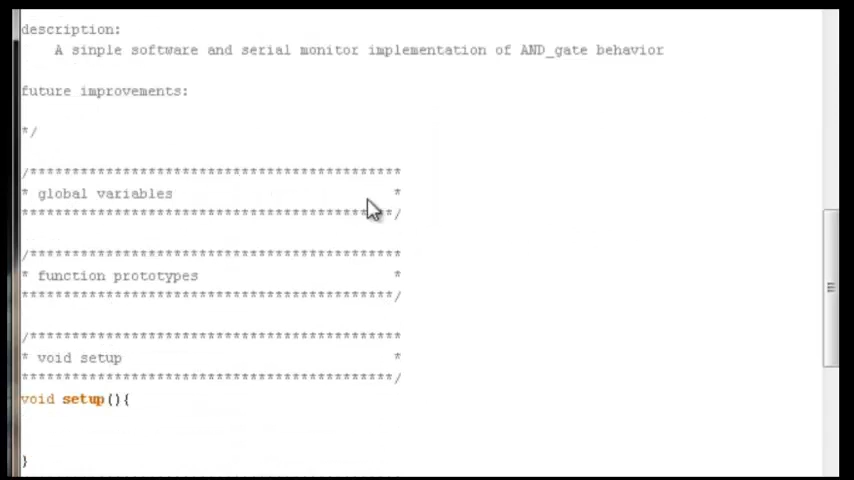 description:
A sinple software and serial monitor implementation of AND_gate behavior
future improvements:
*/
/********************************************
* global variables *
********************************************/
/********************************************
* function prototypes *
********************************************/
/********************************************
* void setup *
********************************************/
void setup(){
}